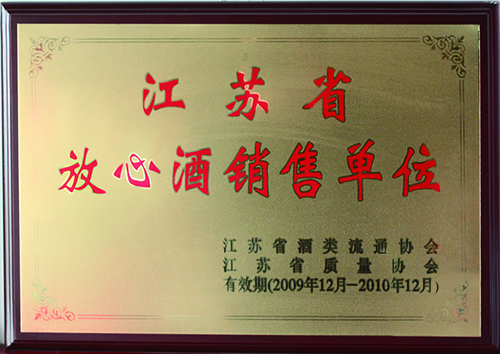 江苏省
放心酒销售单位
江苏省酒类流通协会
江苏省质量协会
有效期(2009年12月—2010年12月)